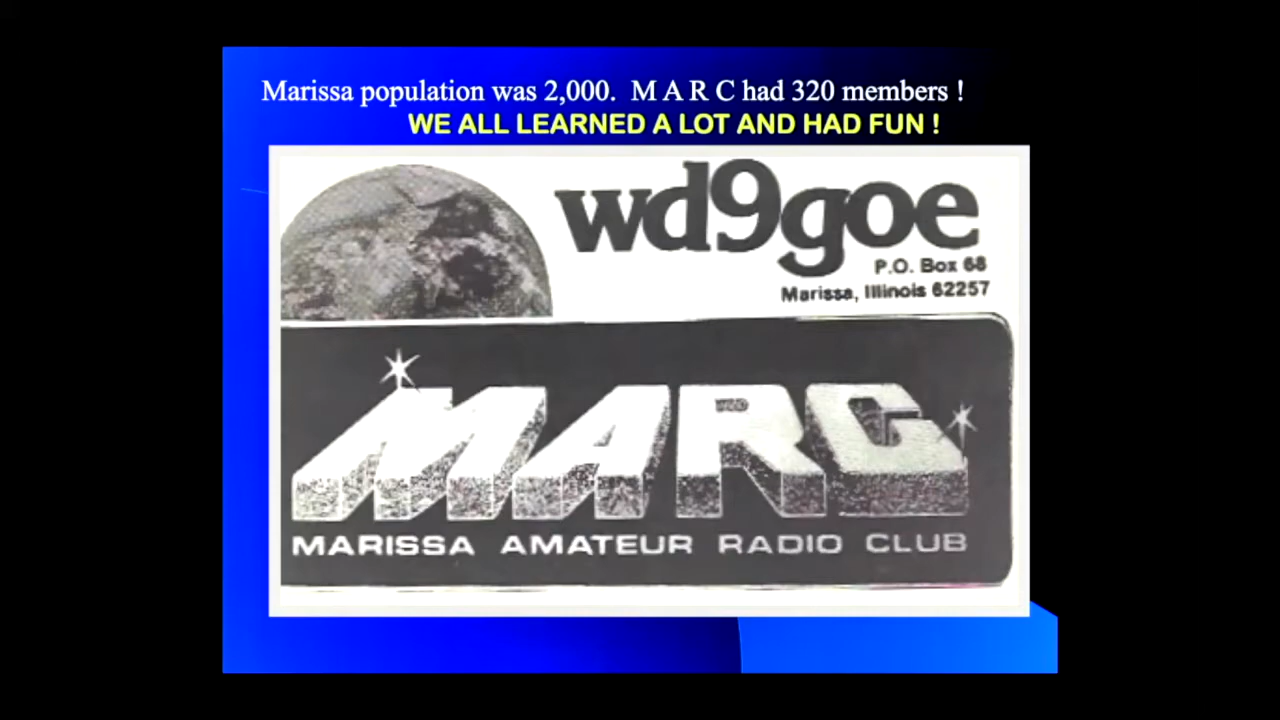 Marissa population was 2,000. M A R C had 320 members !
WE ALL LEARNED A LOT AND HAD FUN !
wd9goe
P.O. Box 68
Marissa, Illinois 62257
MARC
MARISSA AMATEUR RADIO CLUB